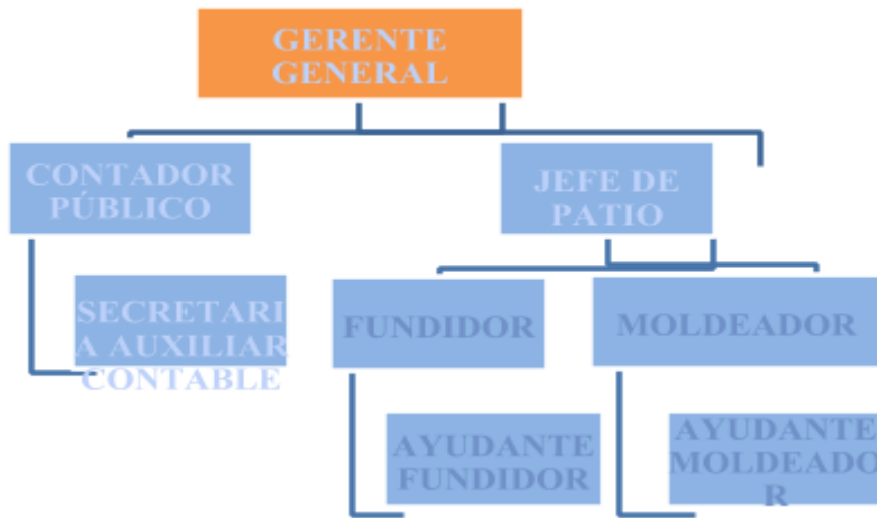 GERENTE
GENERAL
CONTADOR
PÚBLICO
JEFE DE
PATIO
SECRETARI
A AUXILIAR
CONTABLE
FUNDIDOR
MOLDEADOR
AYUDANTE
FUNDIDOR
AYUDANTE
MOLDEADO
R